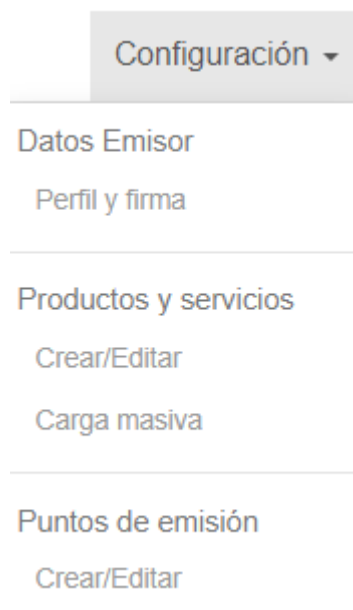 Configuración
Datos Emisor
Perfil y firma
Productos y servicios
Crear/Editar
Carga masiva
Puntos de emisión
Crear/Editar